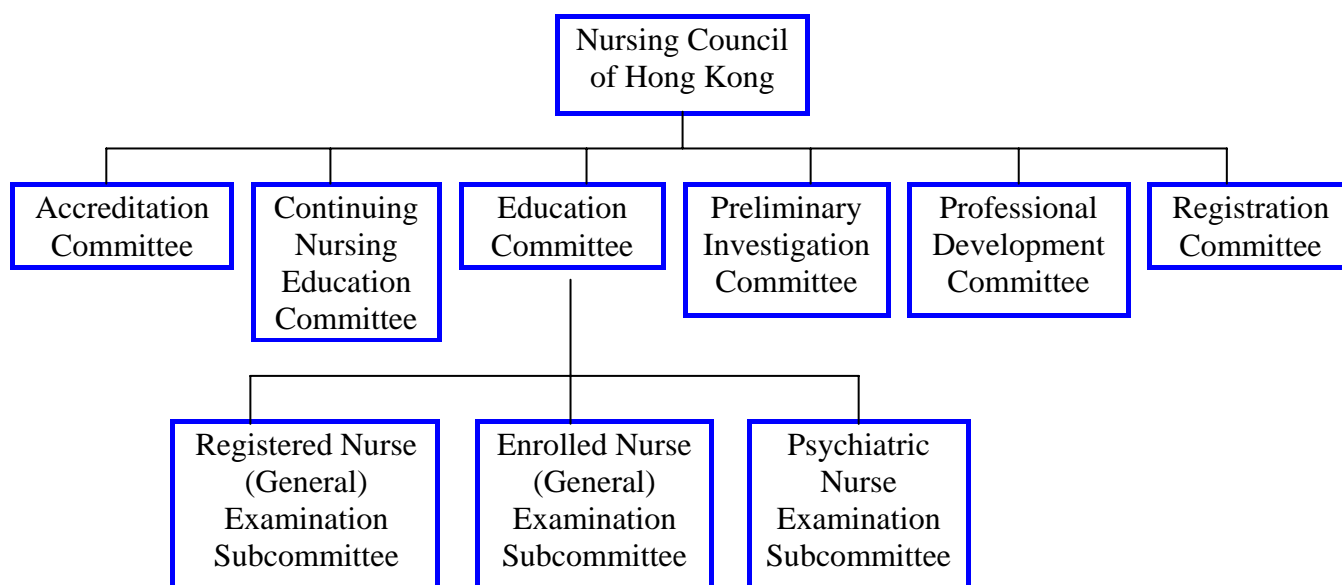 Nursing Council
of Hong Kong
Accreditation
Committee
Continuing
Nursing
Education
Committee
Education
Committee
Preliminary
Investigation
Committee
Professional
Development
Committee
Registration
Committee
Registered Nurse
(General)
Examination
Subcommittee
Enrolled Nurse
(General)
Examination
Subcommittee
Psychiatric
Nurse
Examination
Subcommittee